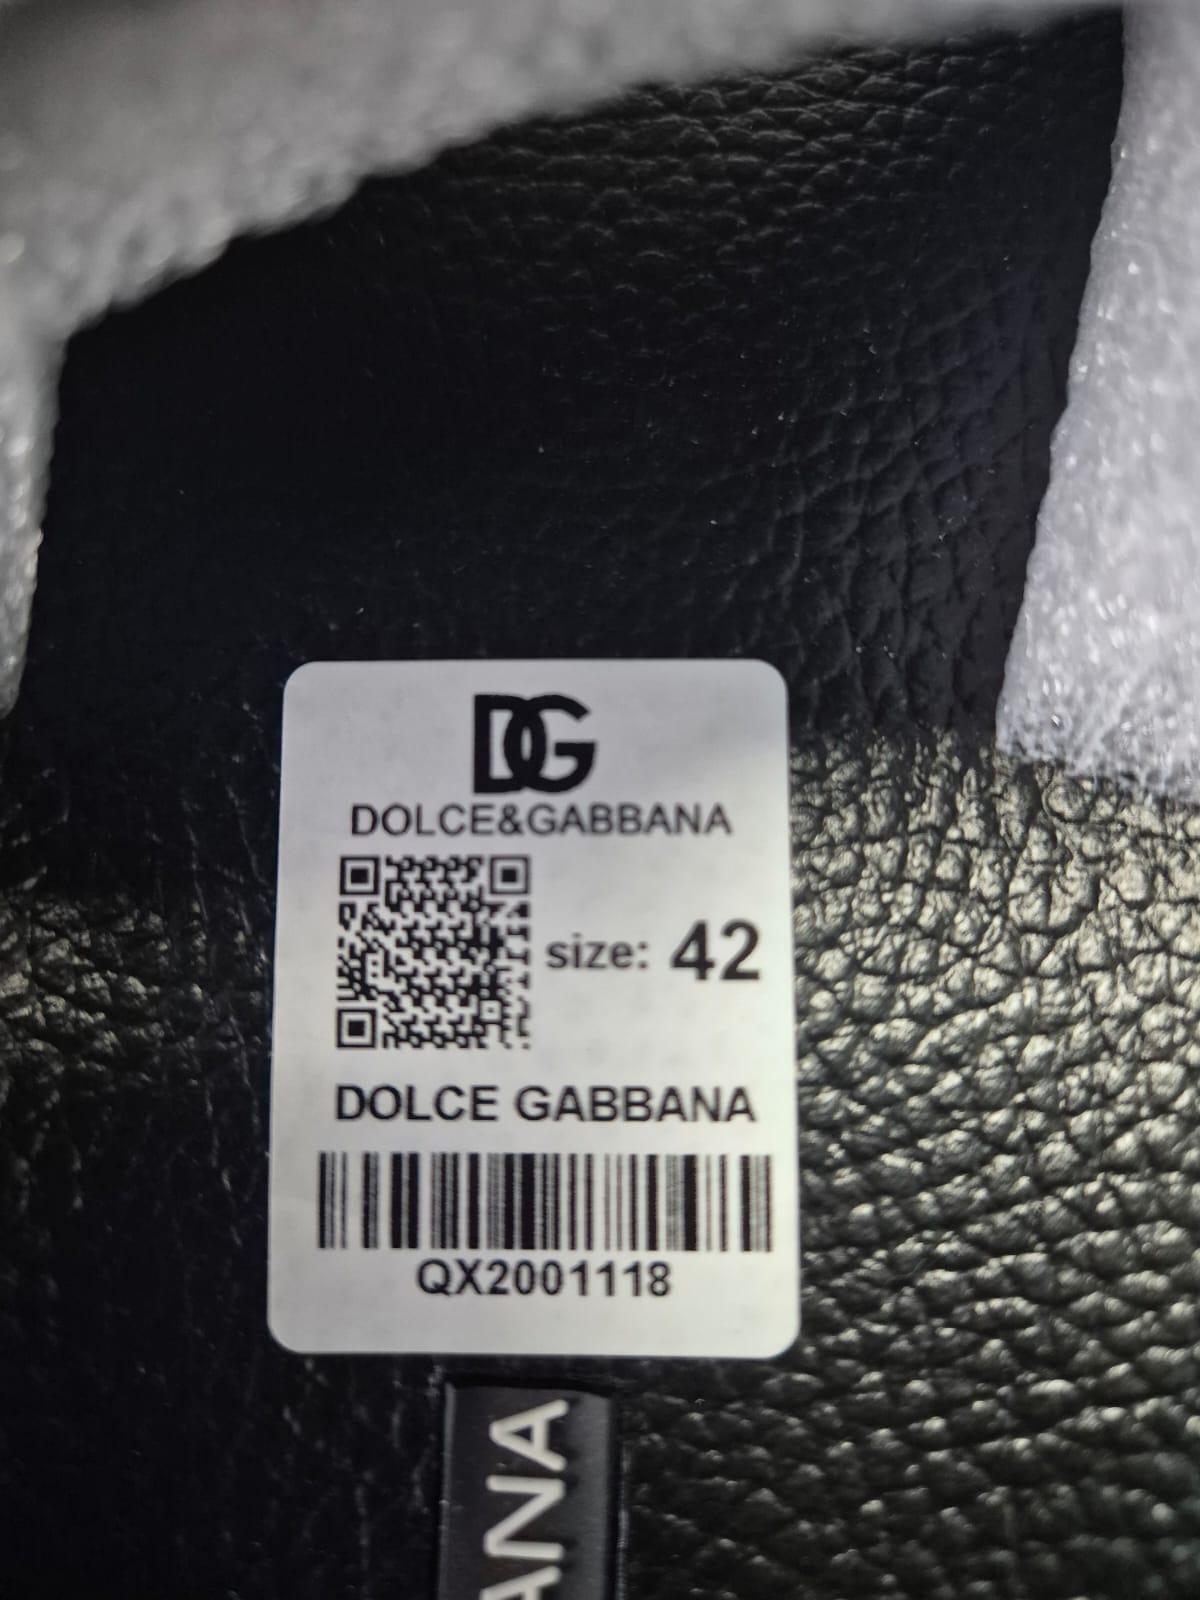 DG
DOLCE&GABBANA
size: 42
DOLCE GABBANA
QX2001118
ANA